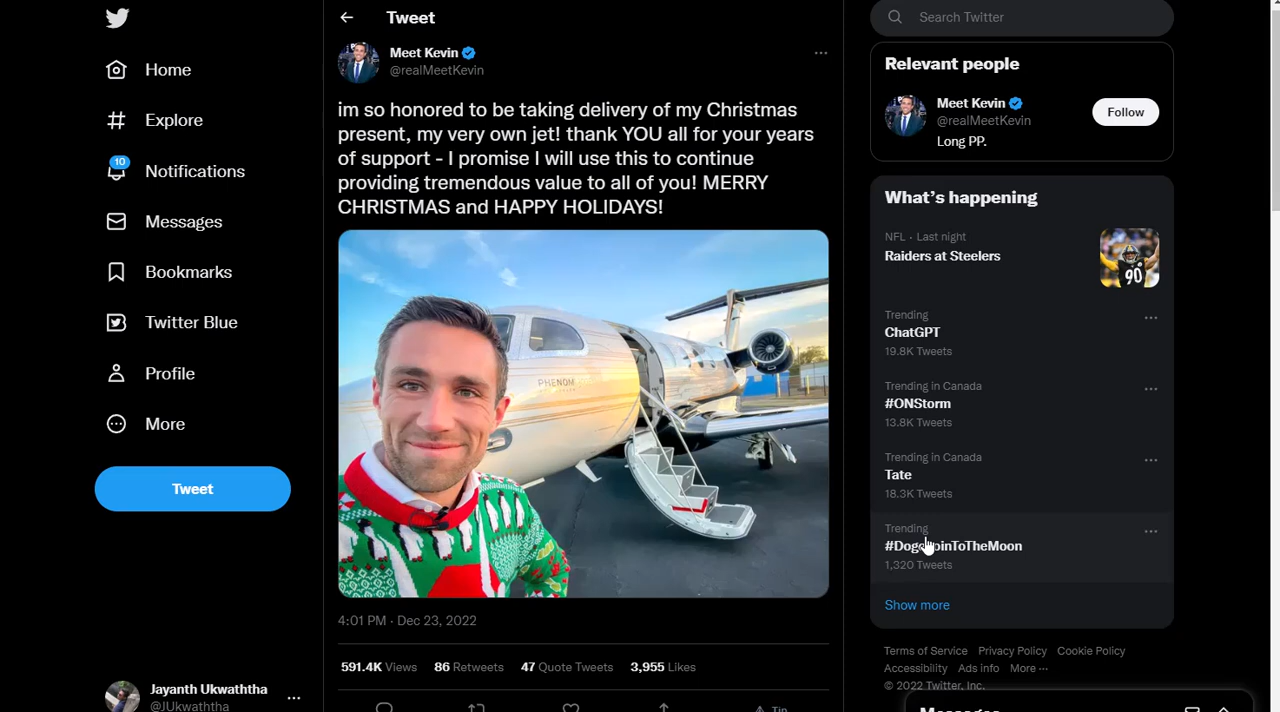 Home
Explore
10
Notifications
Messages
Bookmarks
Twitter Blue
Profile
More
Tweet
Jayanth Ukwaththa
@JUkwaththa
Tweet
Meet Kevin
@realMeetKevin
im so honored to be taking delivery of my Christmas
present, my very own jet! thank YOU all for your years
of support - I promise I will use this to continue
providing tremendous value to all of you! MERRY
CHRISTMAS and HAPPY HOLIDAYS!
PHENOM
4:01 PM · Dec 23, 2022
591.4K Views 86 Retweets 47 Quote Tweets 3,955 Likes
Tip
Search Twitter
Relevant people
Meet Kevin
@realMeetKevin
Follow
Long PP.
What's happening
NFL · Last night
Raiders at Steelers
90
Trending
ChatGPT
19.8K Tweets
Trending in Canada
#ONStorm
13.8K Tweets
Trending in Canada
Tate
18.3K Tweets
Trending
#DogecoinToTheMoon
1,320 Tweets
Show more
Terms of Service Privacy Policy Cookie Policy
Accessibility Ads info More ···
© 2022 Twitter, Inc.
Messages